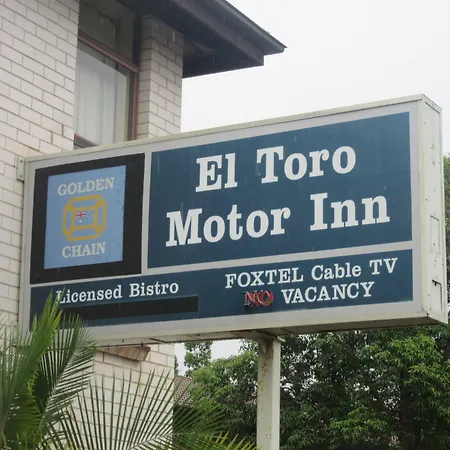 GOLDEN
CHAIN
El Toro
Motor Inn
Licensed Bistro
FOXTEL Cable TV
NO VACANCY